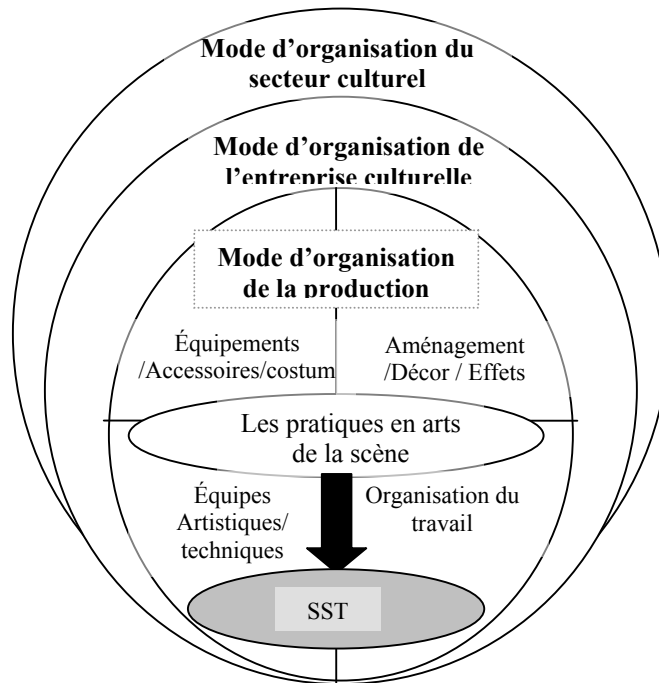 Mode d’organisation du
secteur culturel
Mode d’organisation de
l’entreprise culturelle
Mode d’organisation
de la production
Équipements
/Accessoires/costum
Aménagement
/Décor / Effets
Les pratiques en arts
de la scène
Équipes
Artistiques/
techniques
Organisation du
travail
SST